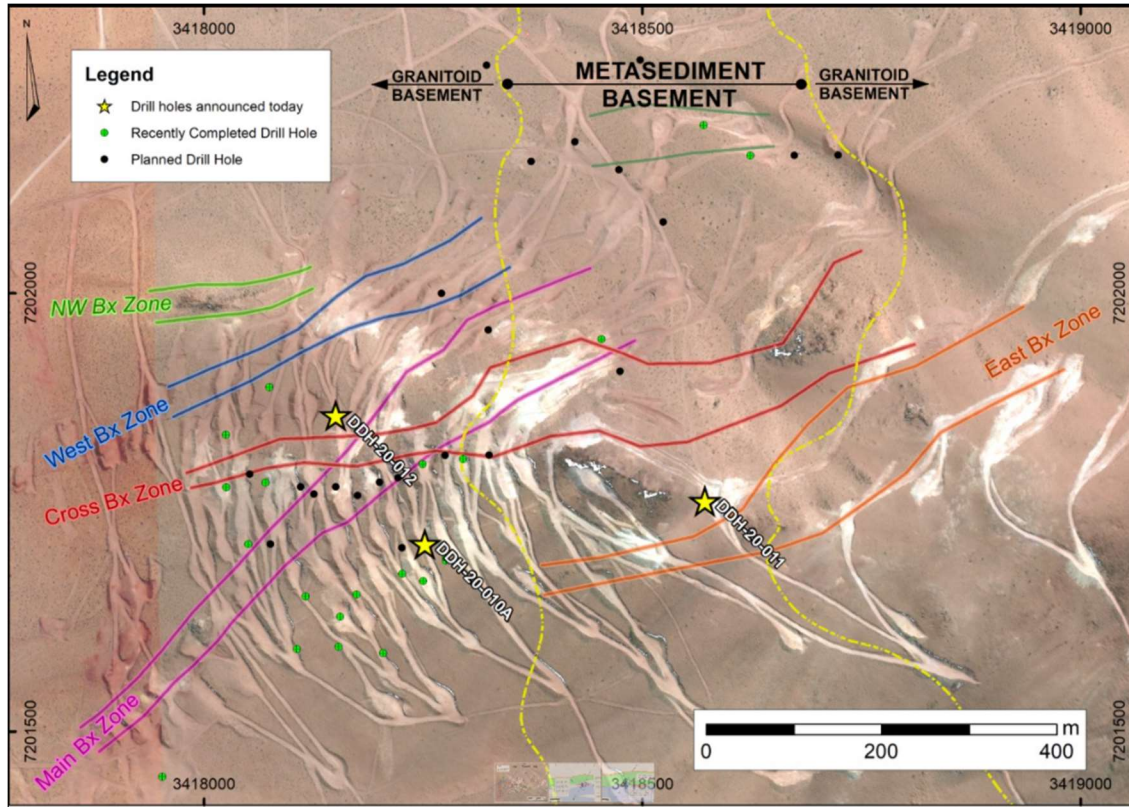 3418000
3418500
3419000
N
Legend
Drill holes announced today
Recently Completed Drill Hole
Planned Drill Hole
GRANITOID
BASEMENT
METASEDIMENT
BASEMENT
GRANITOID
BASEMENT
7202000
7202000
NW Bx Zone
West Bx Zone
Cross Bx Zone
Main Bx Zone
East Bx Zone
DDH-20-012
DDH-20-011
DDH-20-010A
7201500
7201500
m
0
200
400
3418000
3418500
3419000